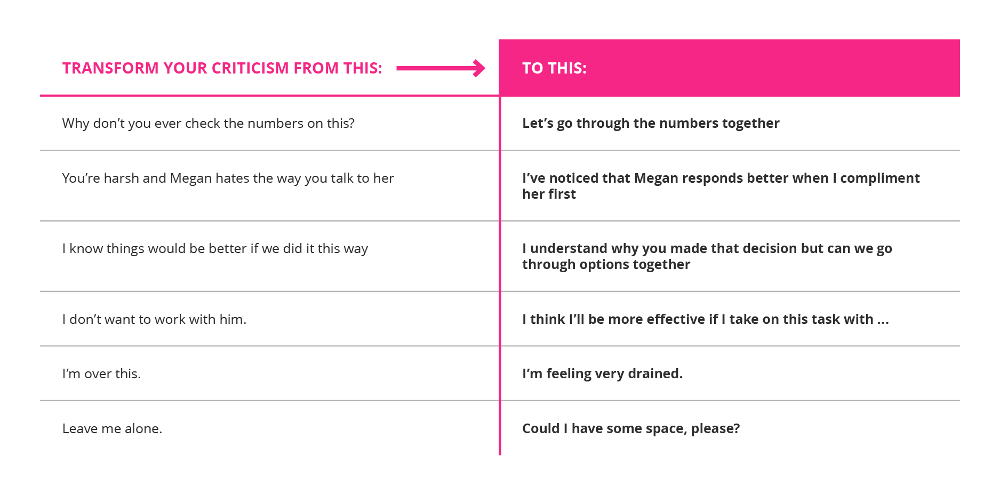 TRANSFORM YOUR CRITICISM FROM THIS:
TO THIS:
Why don’t you ever check the numbers on this?
Let’s go through the numbers together
You’re harsh and Megan hates the way you talk to her
I’ve noticed that Megan responds better when I compliment
her first
I know things would be better if we did it this way
I understand why you made that decision but can we go
through options together
I don’t want to work with him.
I think I’ll be more effective if I take on this task with ...
I’m over this.
I’m feeling very drained.
Leave me alone.
Could I have some space, please?